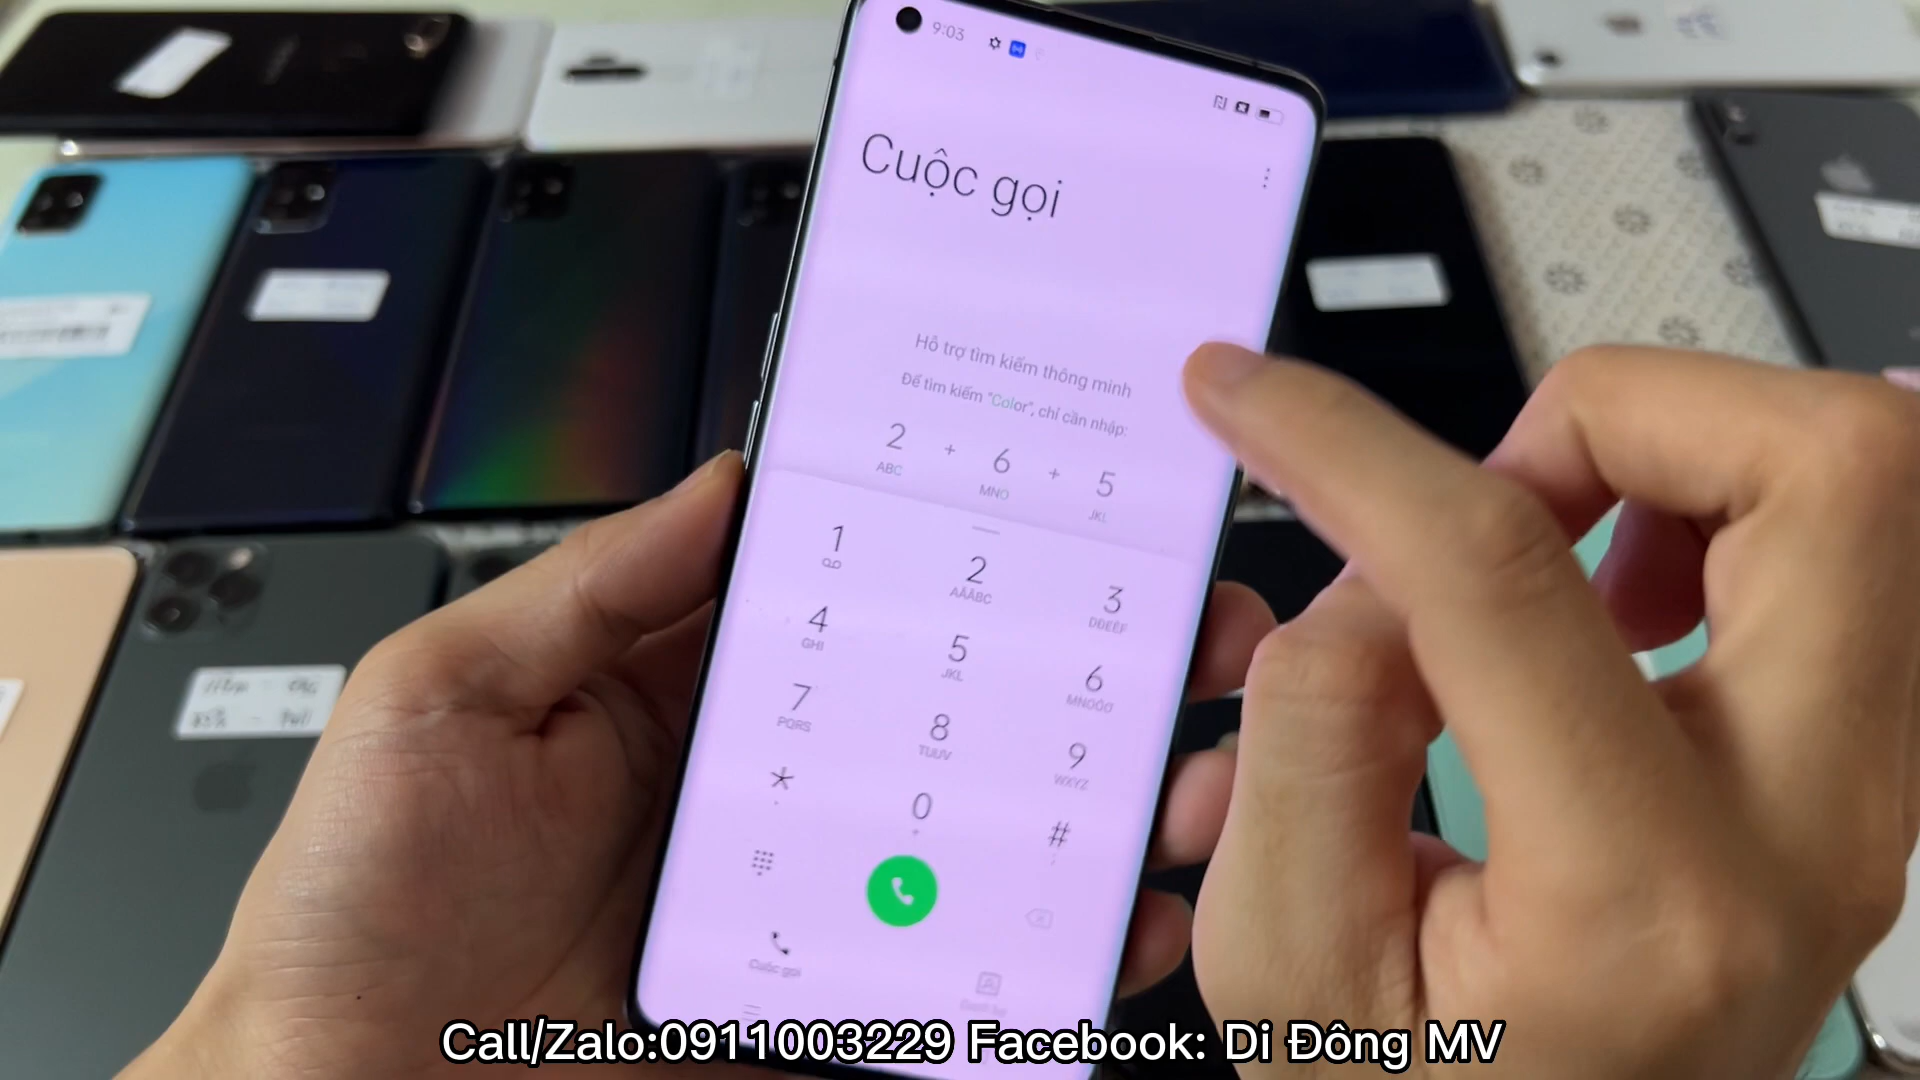 9:03
Cuộc gọi
Hỗ trợ tìm kiếm thông minh
Để tìm kiếm "Color", chỉ cần nhập:
2 + 6 + 5
ABC MNO JKL
1 2 3
AĂÂBC DĐEÊF
4 5 6
GHI JKL MNOÔƠ
7 8 9
PQRS TUƯV WXYZ
* 0 #
+ ;
Cuộc gọi
Call/Zalo:0911003229 Facebook: Di Động MV